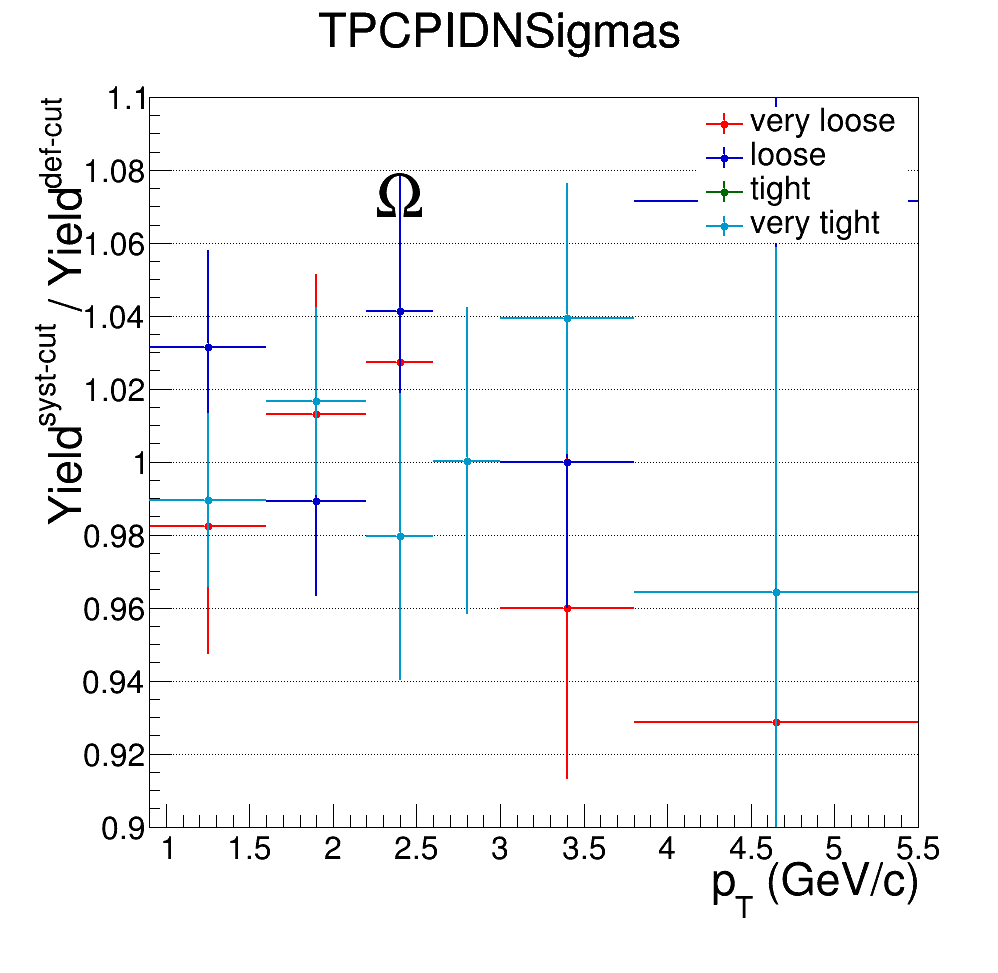 TPCPIDNSigmas
Yield^syst-cut / Yield^def-cut
1.1
1.08
1.06
1.04
1.02
1
0.98
0.96
0.94
0.92
0.9
Ω
very loose
loose
tight
very tight
1 1.5 2 2.5 3 3.5 4 4.5 5 5.5
p_T (GeV/c)